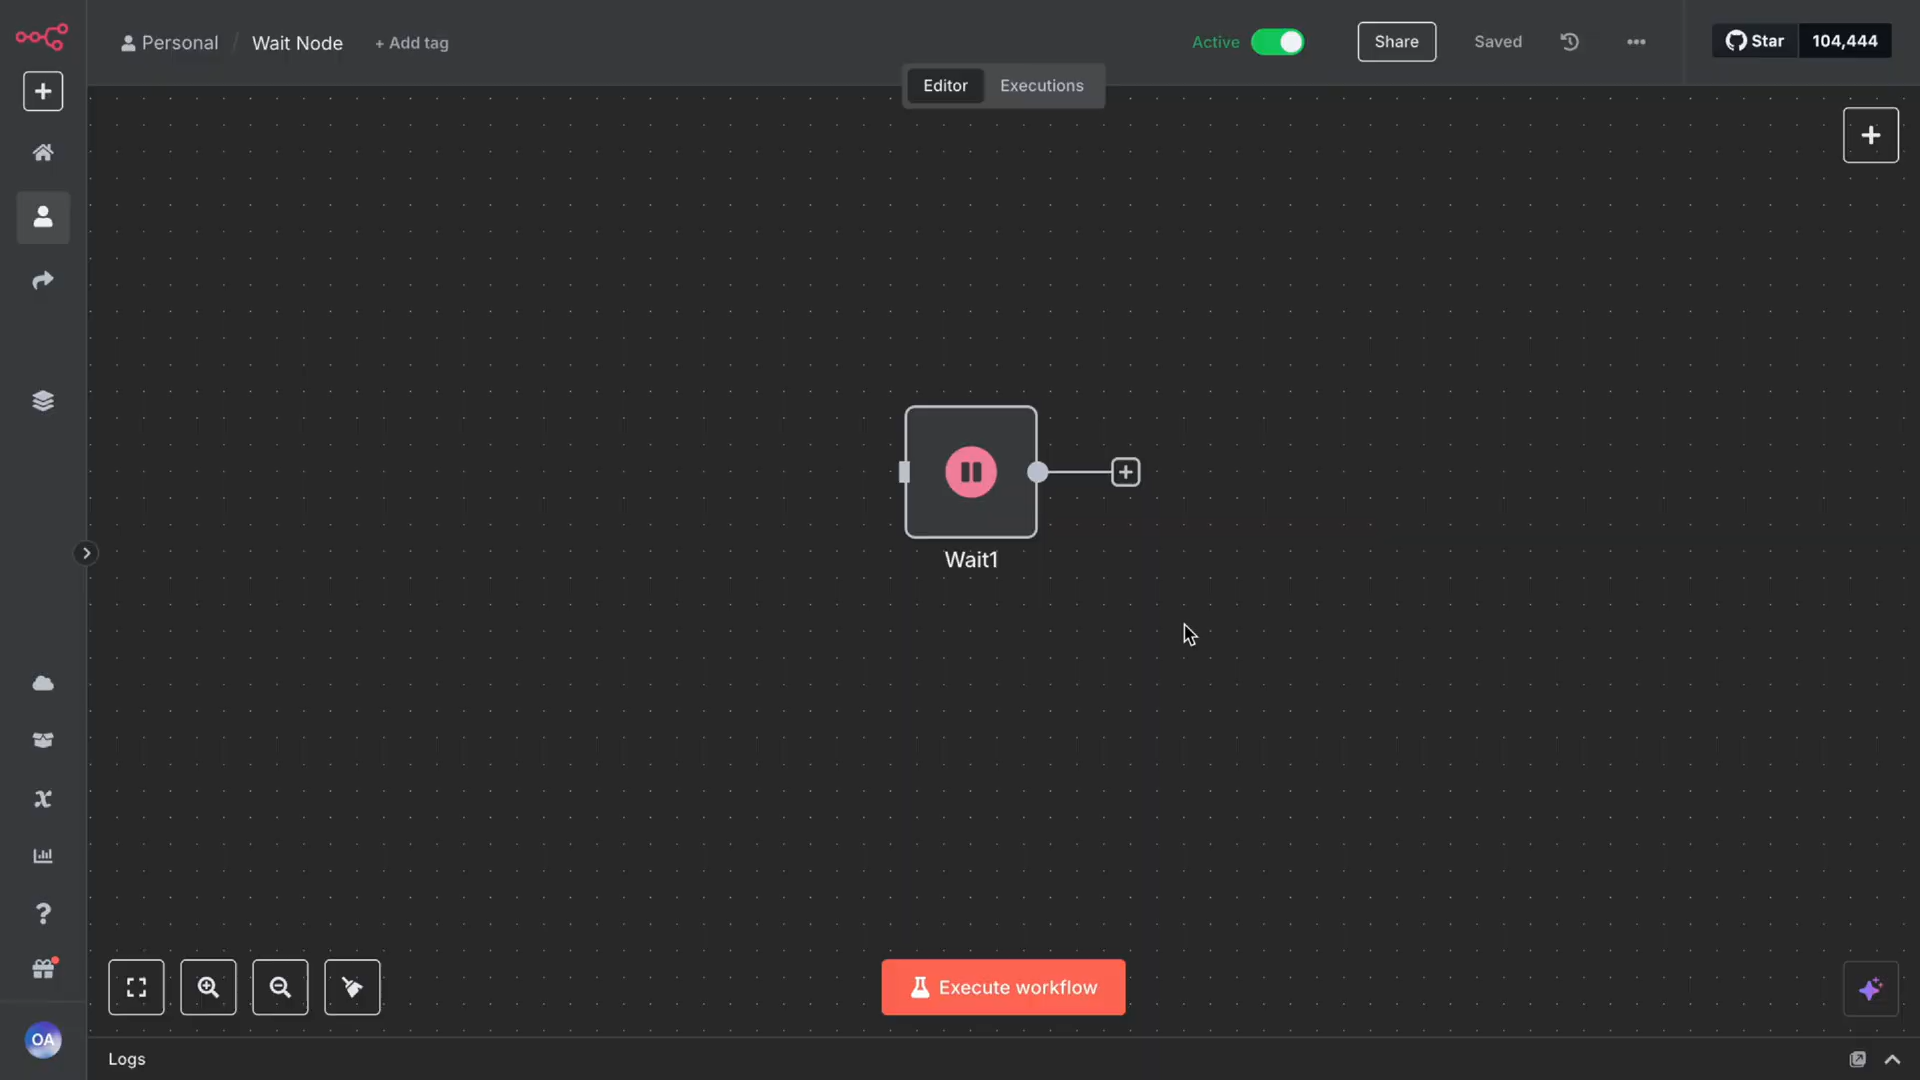 Personal / Wait Node + Add tag
Active Share Saved Star 104,444
Editor Executions
Wait1
Execute workflow
OA
Logs